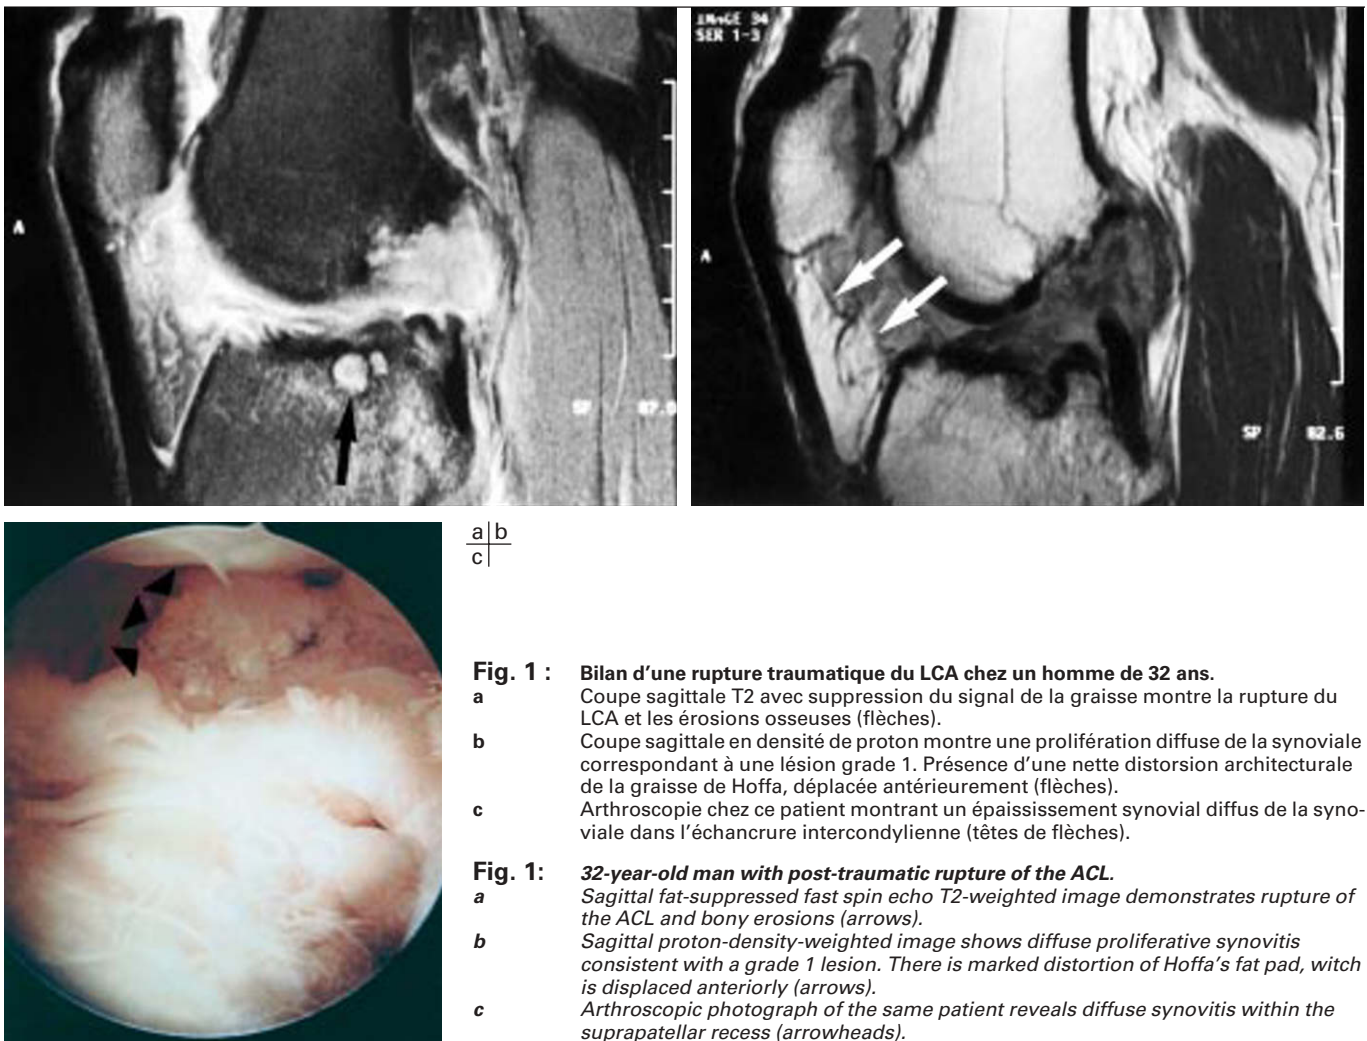 IMAGE 34
SER 1-3
A
A
SP 87.0
SP 82.6
a b
c
Fig. 1 : Bilan d'une rupture traumatique du LCA chez un homme de 32 ans.
a Coupe sagittale T2 avec suppression du signal de la graisse montre la rupture du
LCA et les érosions osseuses (flèches).
b Coupe sagittale en densité de proton montre une prolifération diffuse de la synoviale
correspondant à une lésion grade 1. Présence d'une nette distorsion architecturale
de la graisse de Hoffa, déplacée antérieurement (flèches).
c Arthroscopie chez ce patient montrant un épaississement synovial diffus de la syno-
viale dans l'échancrure intercondylienne (têtes de flèches).
Fig. 1: 32-year-old man with post-traumatic rupture of the ACL.
a Sagittal fat-suppressed fast spin echo T2-weighted image demonstrates rupture of
the ACL and bony erosions (arrows).
b Sagittal proton-density-weighted image shows diffuse proliferative synovitis
consistent with a grade 1 lesion. There is marked distortion of Hoffa's fat pad, witch
is displaced anteriorly (arrows).
c Arthroscopic photograph of the same patient reveals diffuse synovitis within the
suprapatellar recess (arrowheads).